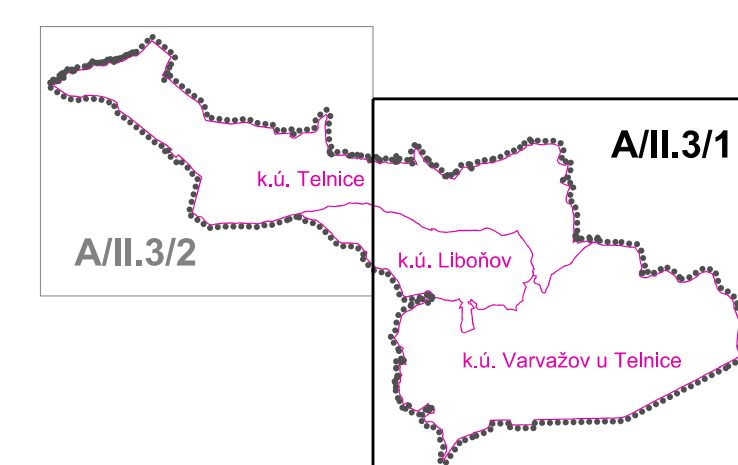 A/II.3/1
k.ú. Telnice
A/II.3/2
k.ú. Liboňov
k.ú. Varvažov u Telnice